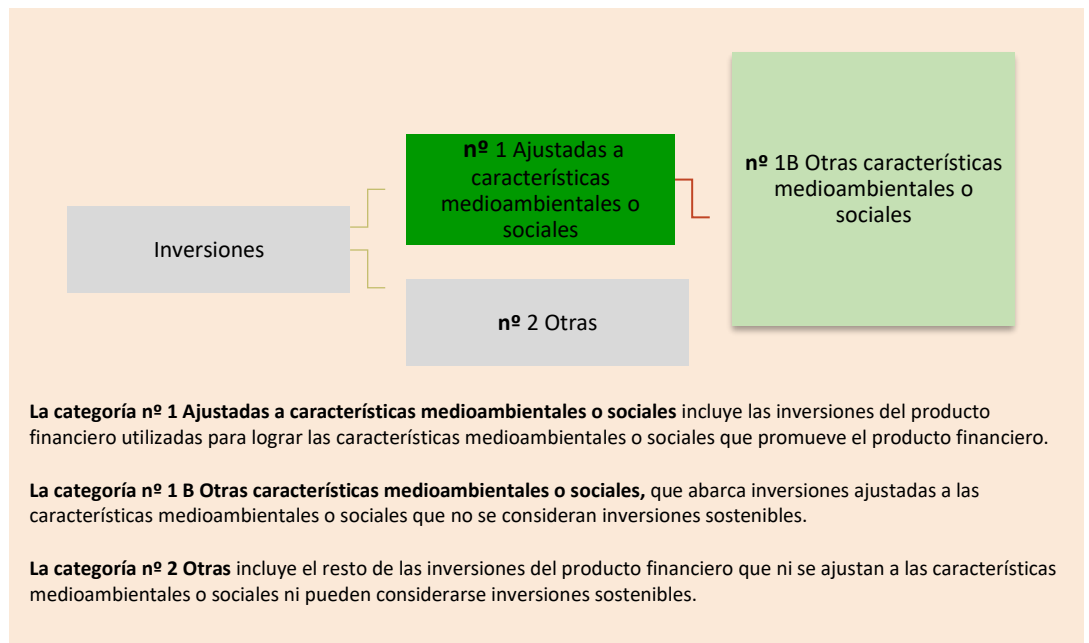 Inversiones
nº 1 Ajustadas a
características
medioambientales o
sociales
nº 2 Otras
nº 1B Otras características
medioambientales o
sociales
La categoría nº 1 Ajustadas a características medioambientales o sociales incluye las inversiones del producto
financiero utilizadas para lograr las características medioambientales o sociales que promueve el producto financiero.
La categoría nº 1 B Otras características medioambientales o sociales, que abarca inversiones ajustadas a las
características medioambientales o sociales que no se consideran inversiones sostenibles.
La categoría nº 2 Otras incluye el resto de las inversiones del producto financiero que ni se ajustan a las características
medioambientales o sociales ni pueden considerarse inversiones sostenibles.